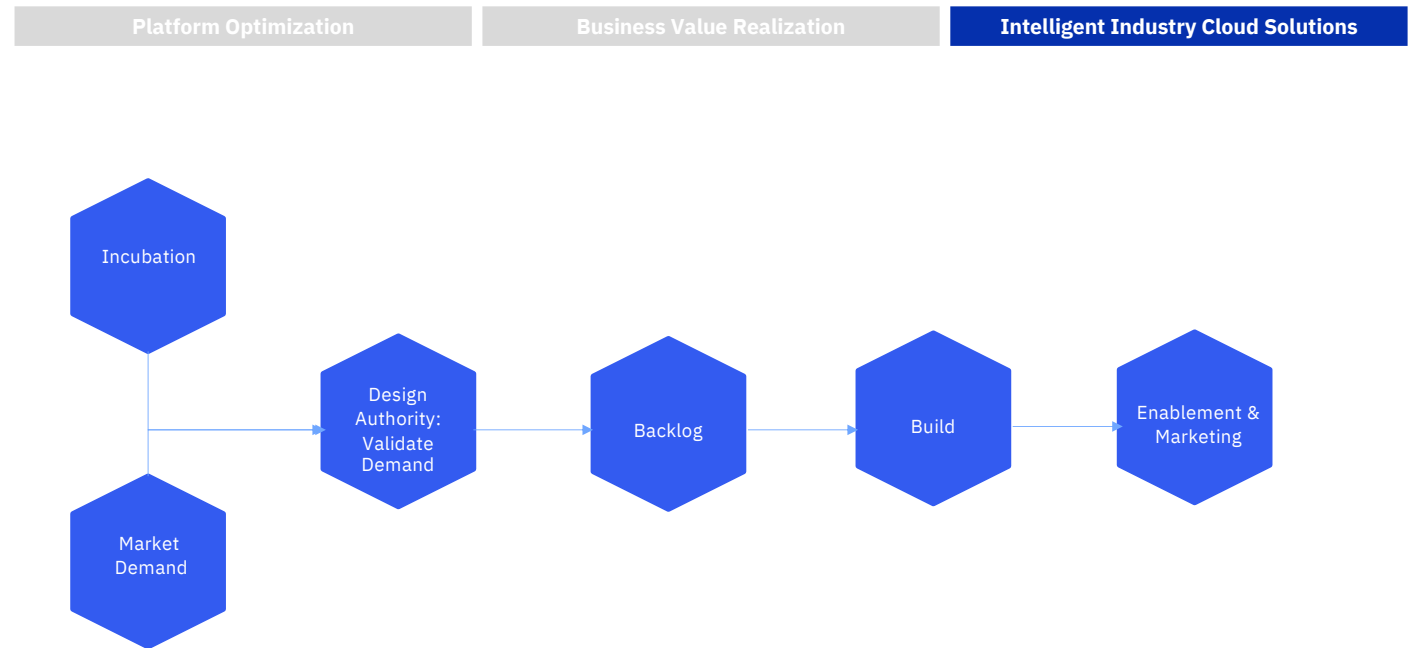 Platform Optimization
Business Value Realization
Intelligent Industry Cloud Solutions
Incubation
Design
Authority:
Validate
Demand
Backlog
Build
Enablement &
Marketing
Market
Demand